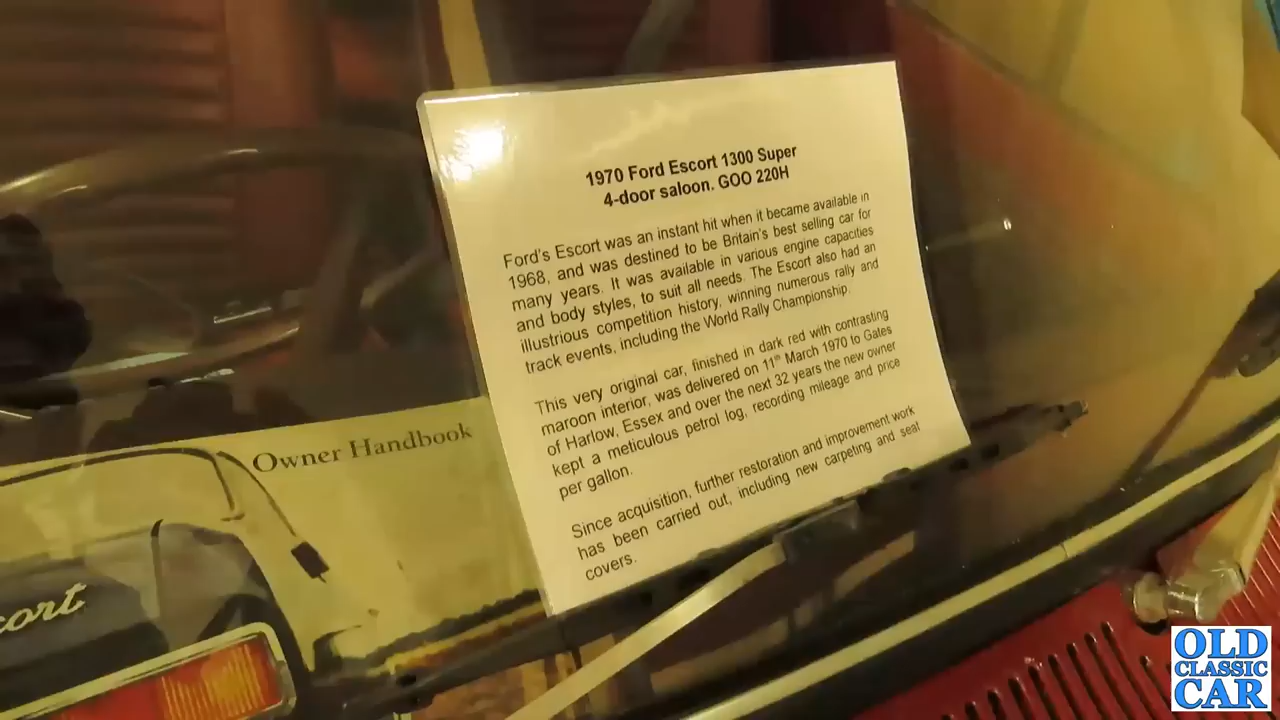 1970 Ford Escort 1300 Super
4-door saloon. GOO 220H
Ford's Escort was an instant hit when it became available in
1968, and was destined to be Britain's best selling car for
many years. It was available in various engine capacities
and body styles, to suit all needs. The Escort also had an
illustrious competition history, winning numerous rally and
track events, including the World Rally Championship.
This very original car, finished in dark red with contrasting
maroon interior, was delivered on 11th March 1970 to Gates
of Harlow, Essex and over the next 32 years the new owner
kept a meticulous petrol log, recording mileage and price
per gallon.
Since acquisition, further restoration and improvement work
has been carried out, including new carpeting and seat
covers.
Owner Handbook
cort
OLD
CLASSIC
CAR